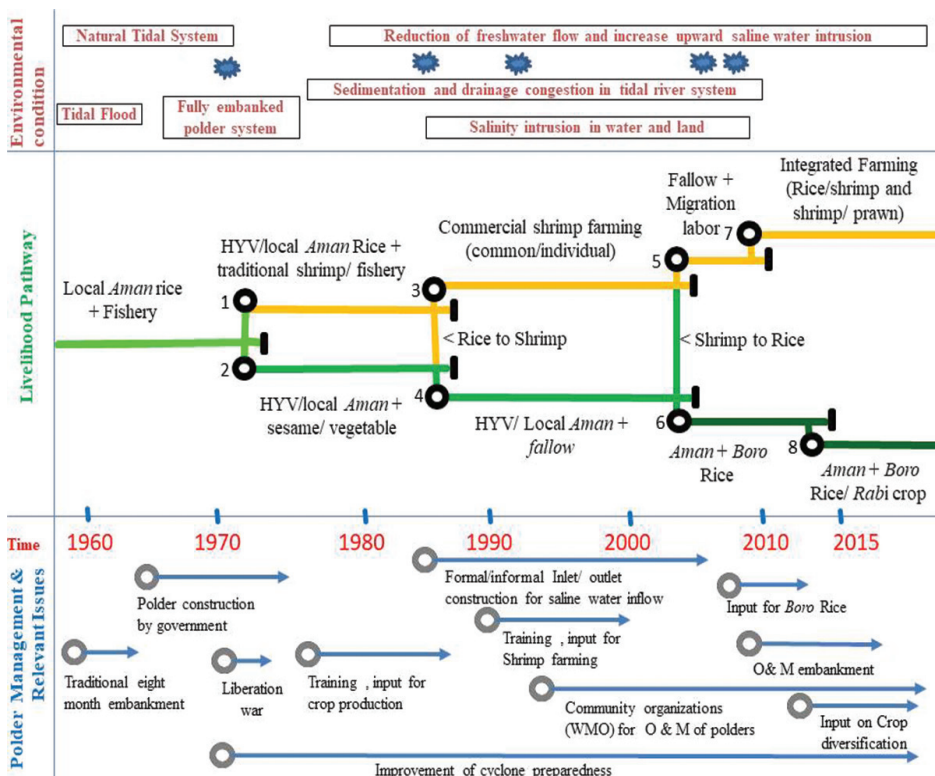 Environmental
condition
Natural Tidal System
Reduction of freshwater flow and increase upward saline water intrusion
Sedimentation and drainage congestion in tidal river system
Tidal Flood
Fully embanked
polder system
Salinity intrusion in water and land
Livelihood Pathway
Local Aman rice
+ Fishery
HYV/local Aman Rice +
traditional shrimp/ fishery
Commercial shrimp farming
(common/individual)
Fallow +
Migration
labor
Integrated Farming
(Rice/shrimp and
shrimp/ prawn)
1
2
3
4
5
6
7
8
< Rice to Shrimp
< Shrimp to Rice
HYV/local Aman +
sesame/ vegetable
HYV/ Local Aman +
fallow
Aman + Boro
Rice
Aman + Boro
Rice/ Rabi crop
Time
1960
1970
1980
1990
2000
2010
2015
Polder Management &
Relevant Issues
Polder construction
by government
Formal/informal Inlet/ outlet
construction for saline water inflow
Input for Boro Rice
Traditional eight
month embankment
Liberation
war
Training , input for
crop production
Training , input for
Shrimp farming
O& M embankment
Community organizations
(WMO) for O & M of polders
Input on Crop
diversification
Improvement of cyclone preparedness